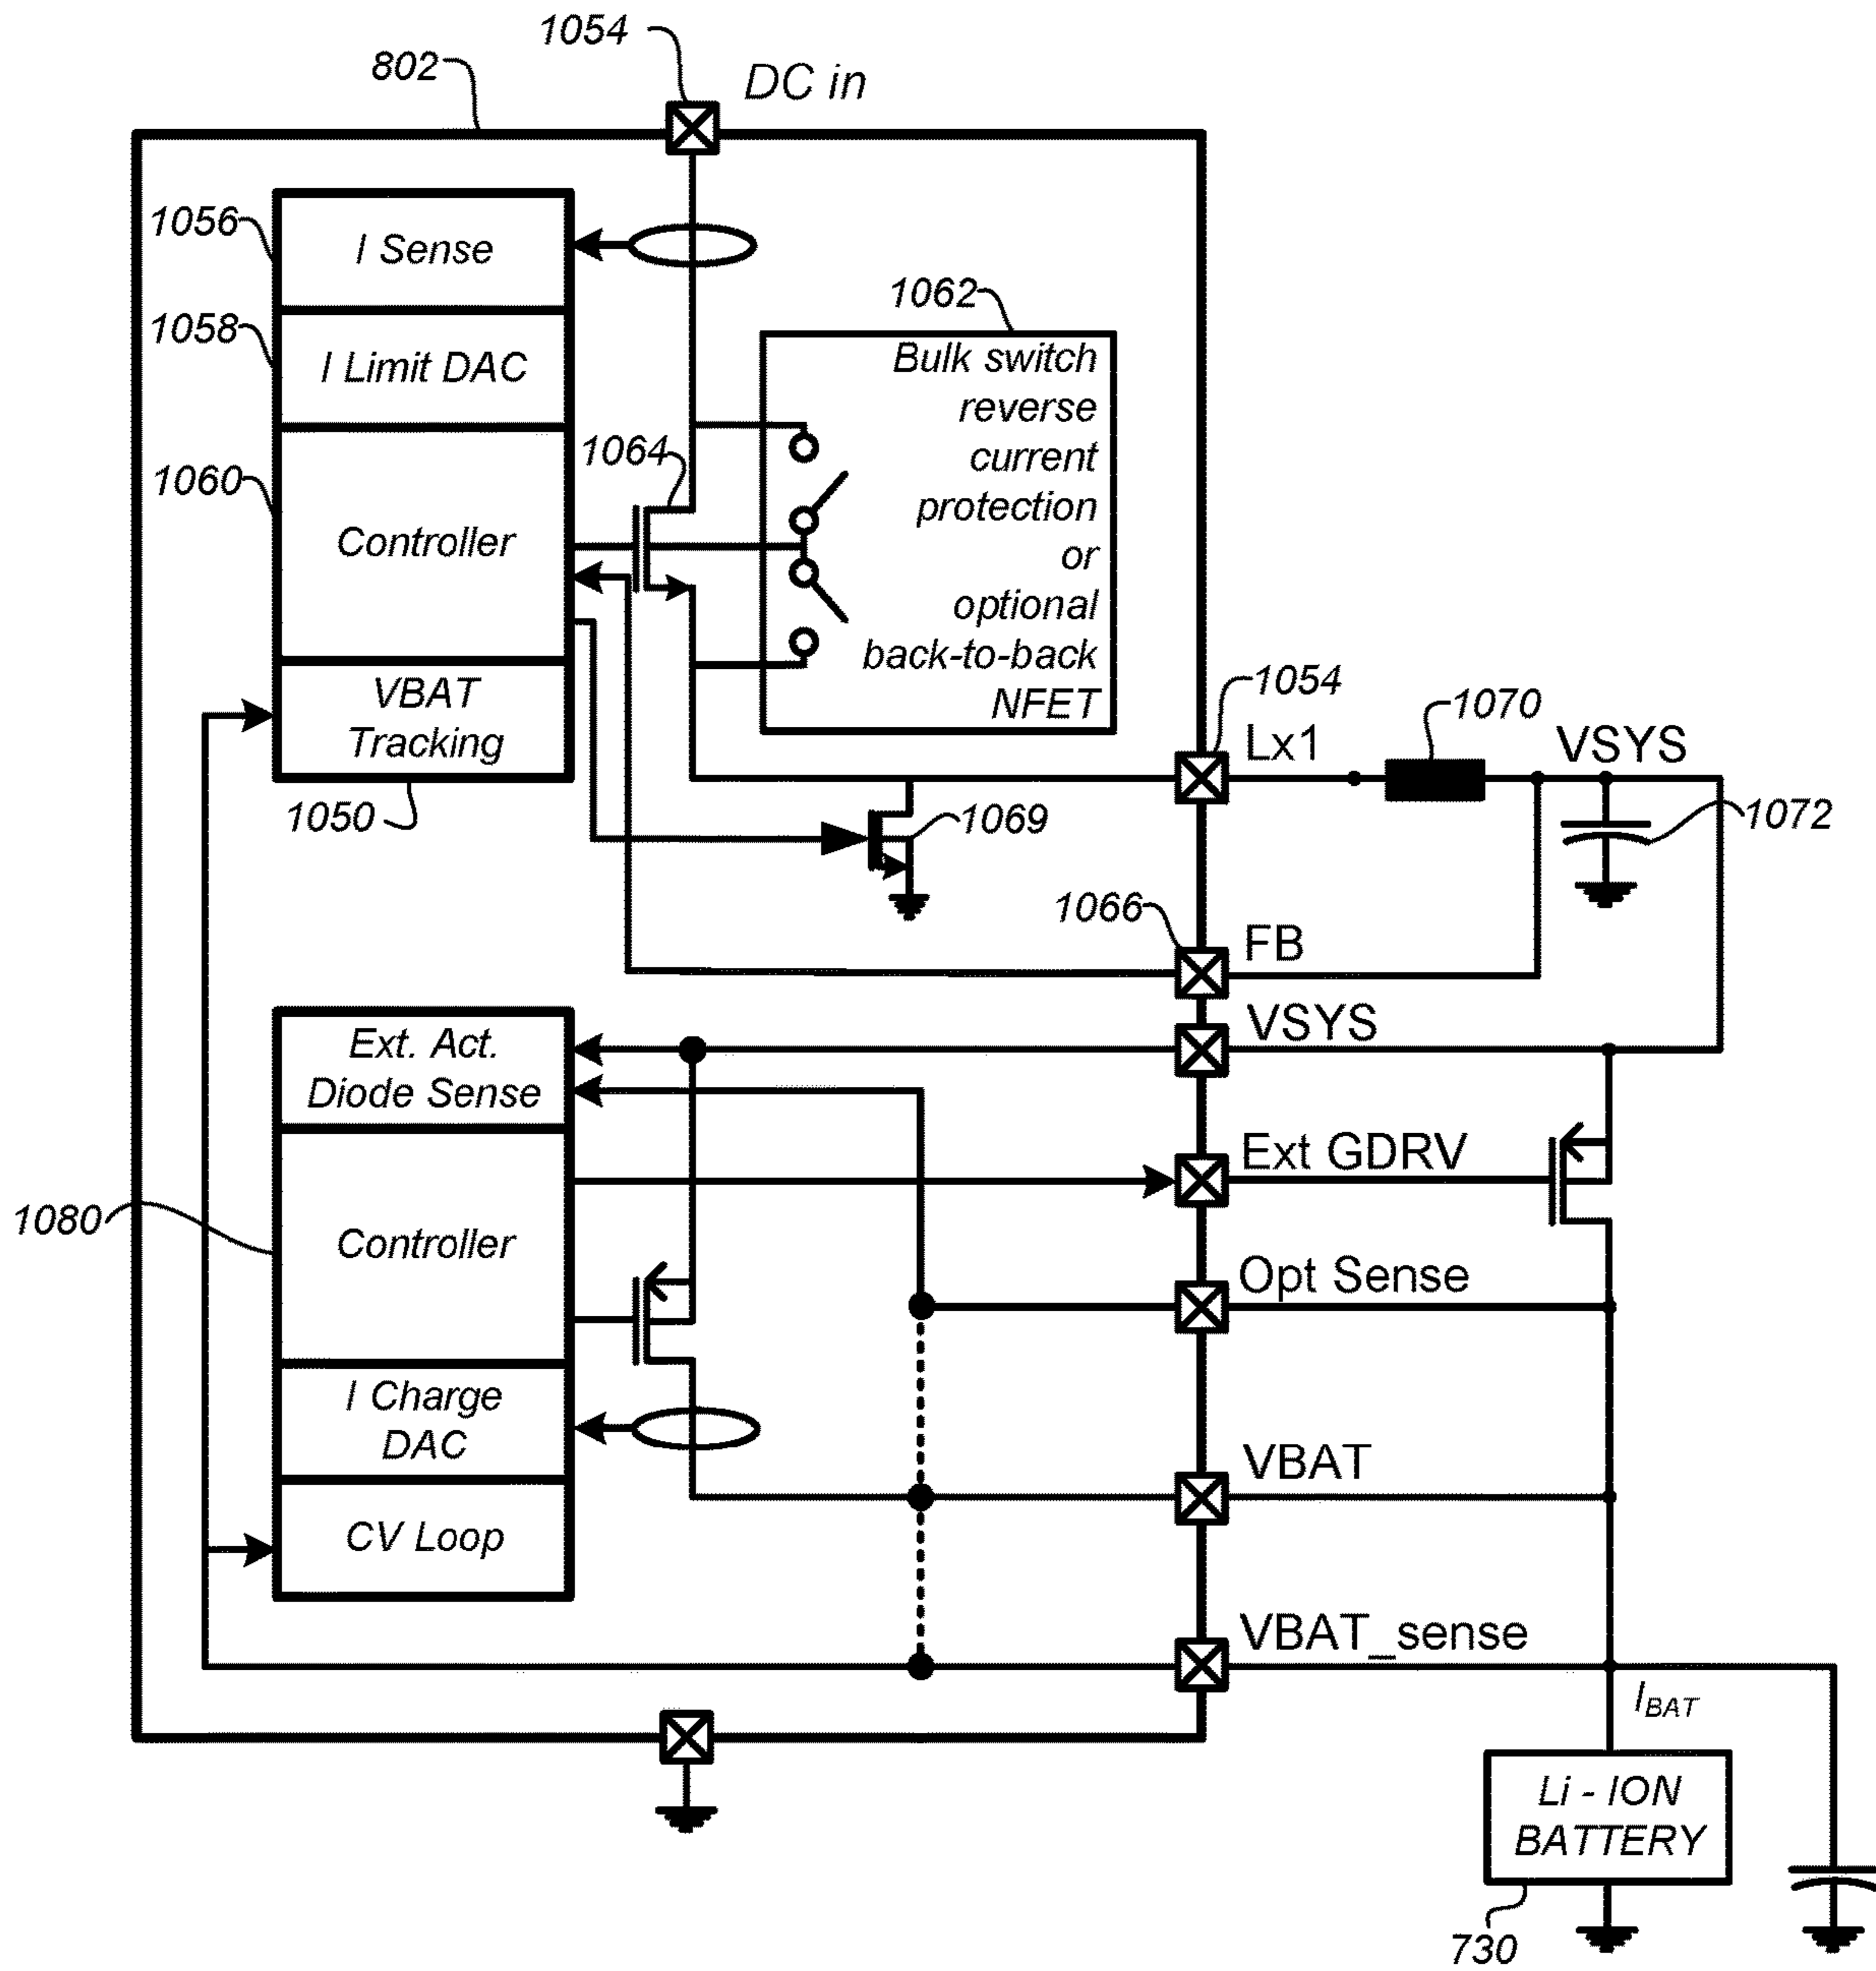 1054
802
DC in
1056
I Sense
1062
1058
I Limit DAC
Bulk switch
reverse
current
protection
or
optional
back-to-back
NFET
1064
1060
Controller
VBAT
Tracking
1050
1054
Lx1
1070
VSYS
1072
1069
1066
FB
VSYS
Ext. Act.
Diode Sense
Ext GDRV
1080
Controller
Opt Sense
I Charge
DAC
VBAT
CV Loop
VBAT_sense
IBAT
Li - ION
BATTERY
730